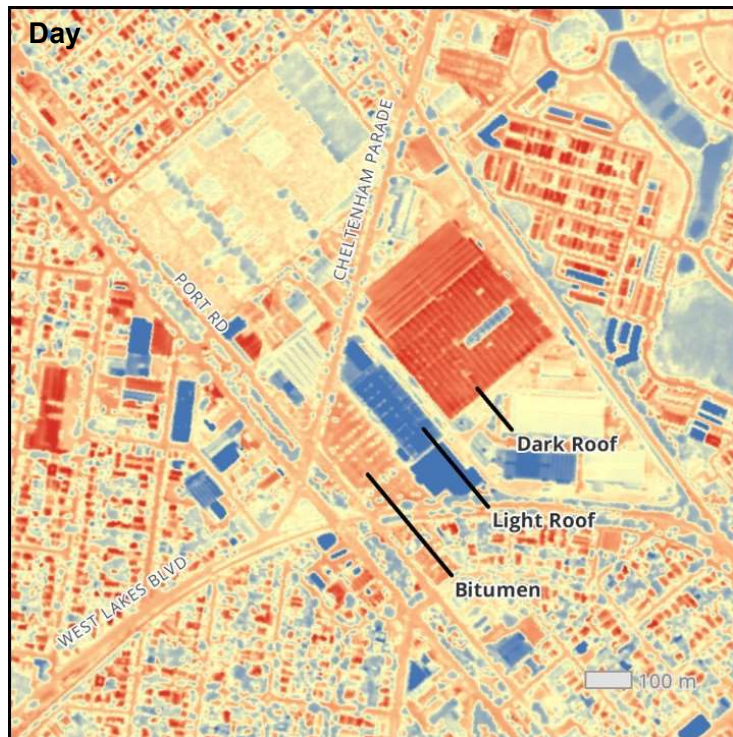 Day
CHELTENHAM PARADE
PORT RD
Dark Roof
Light Roof
Bitumen
WEST LAKES BLVD
100 m